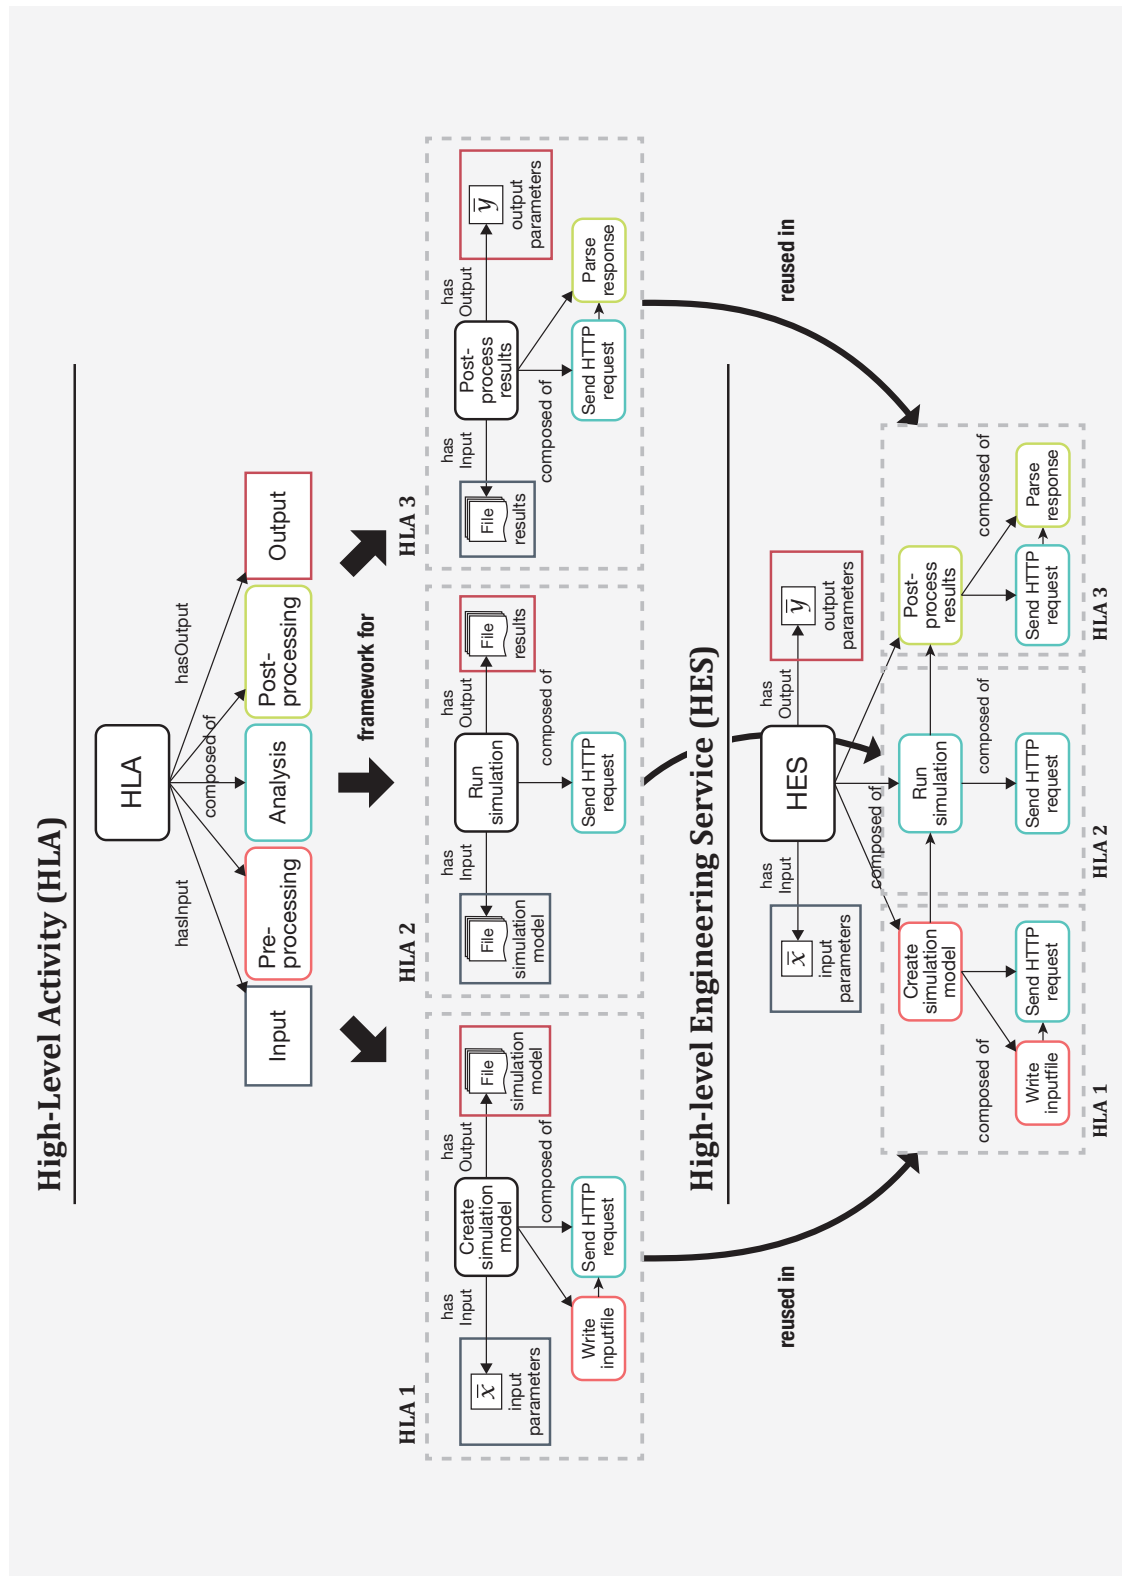 High-Level Activity (HLA)
HLA
hasInput
composed of
hasOutput
Input
Pre-
processing
Analysis
Post-
processing
Output
framework for
HLA 1
has
Input
has
Output
x̅
input
parameters
Create
simulation
model
File
simulation
model
composed of
Write
inputfile
Send HTTP
request
HLA 2
has
Input
has
Output
File
simulation
model
Run
simulation
File
results
composed of
Send HTTP
request
HLA 3
has
Input
has
Output
File
results
Post-
process
results
y̅
output
parameters
composed of
Send HTTP
request
Parse
response
High-level Engineering Service (HES)
reused in
reused in
has
Input
has
Output
x̅
input
parameters
HES
y̅
output
parameters
composed of
Create
simulation
model
Run
simulation
Post-
process
results
composed of
composed of
composed of
Write
inputfile
Send HTTP
request
Send HTTP
request
Send HTTP
request
Parse
response
HLA 1
HLA 2
HLA 3